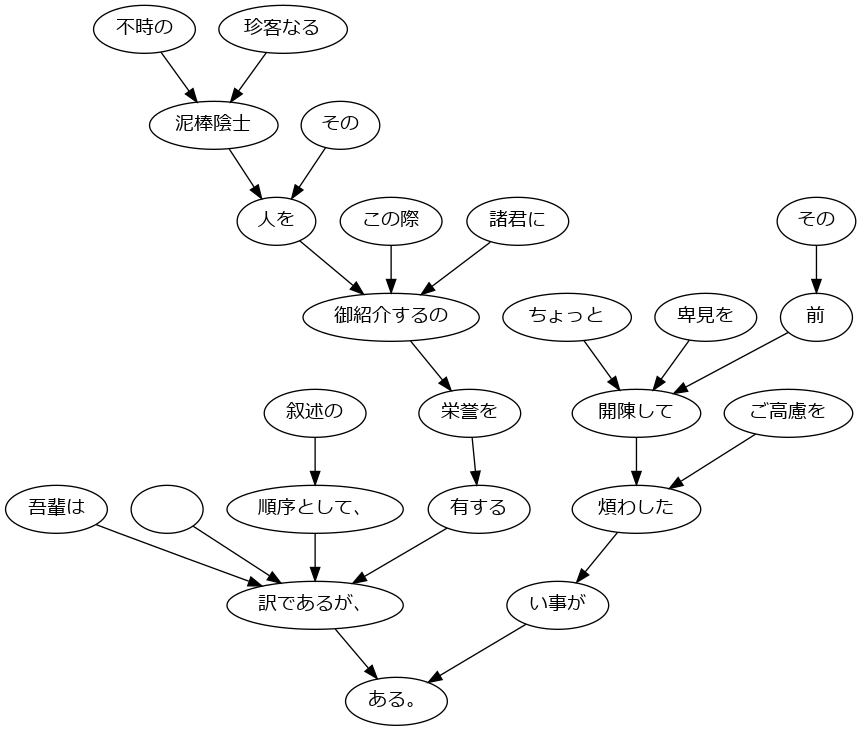 不時の
珍客なる
泥棒陰士
その
人を
この際
諸君に
その
御紹介するの
ちょっと
卑見を
前
叙述の
栄誉を
開陳して
ご高慮を
吾輩は
順序として、
有する
煩わした
訳であるが、
い事が
ある。